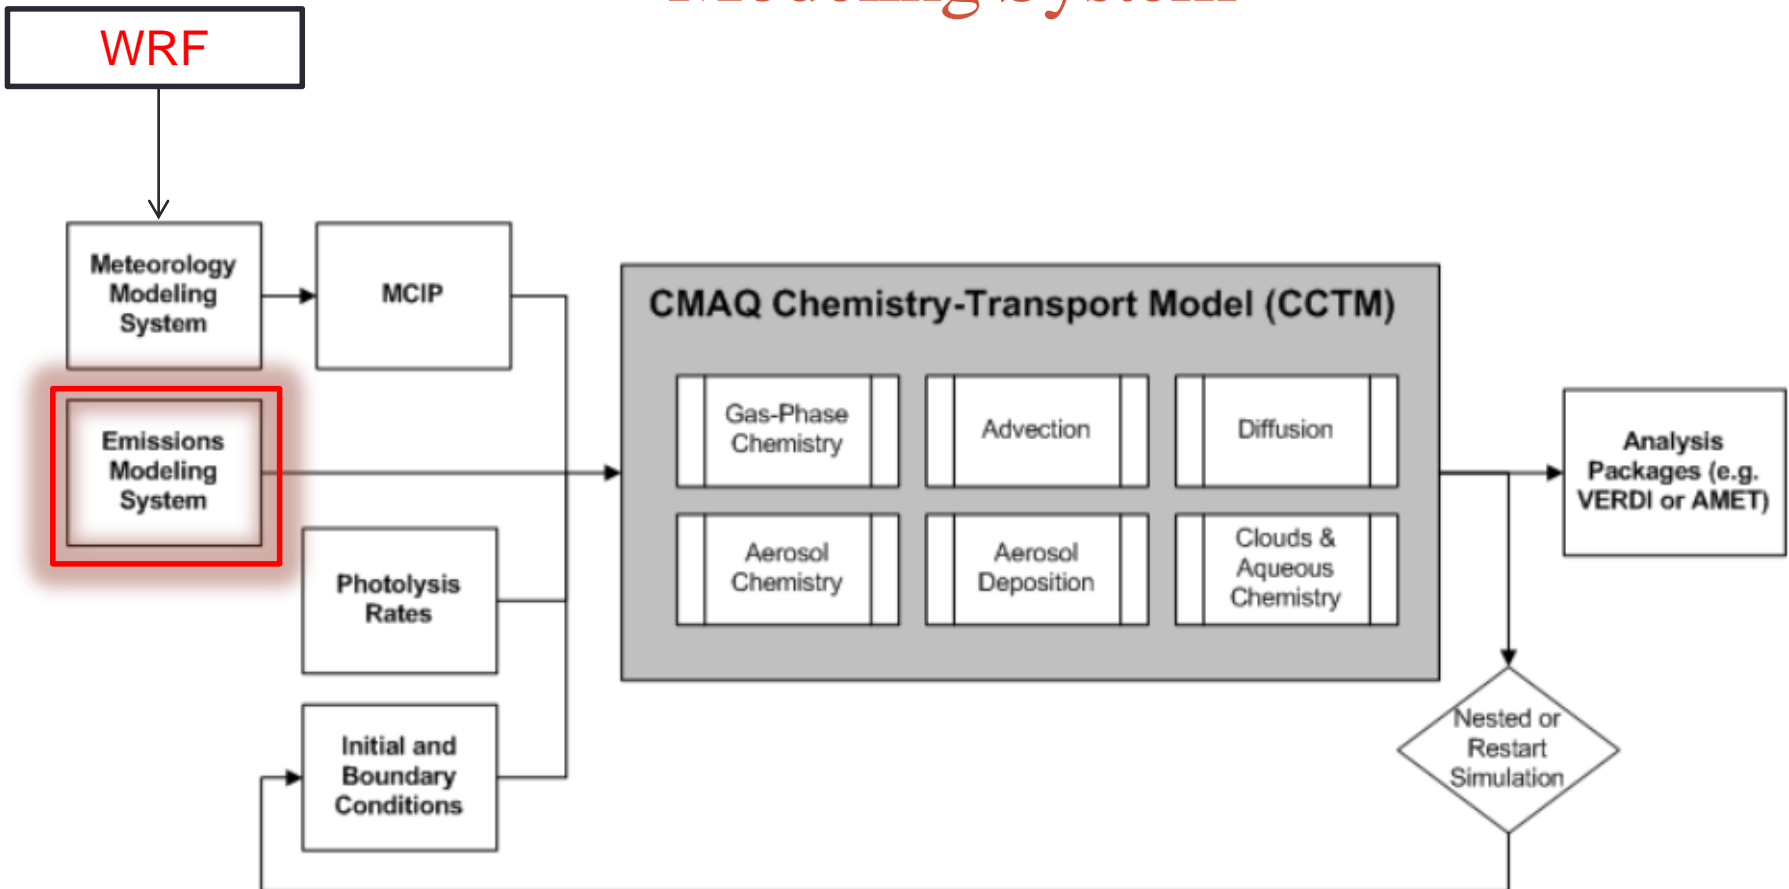 Modeling System
WRF
Meteorology
Modeling
System
MCIP
CMAQ Chemistry-Transport Model (CCTM)
Gas-Phase
Chemistry
Advection
Diffusion
Emissions
Modeling
System
Analysis
Packages (e.g.
VERDI or AMET)
Aerosol
Chemistry
Aerosol
Deposition
Clouds &
Aqueous
Chemistry
Photolysis
Rates
Nested or
Restart
Simulation
Initial and
Boundary
Conditions